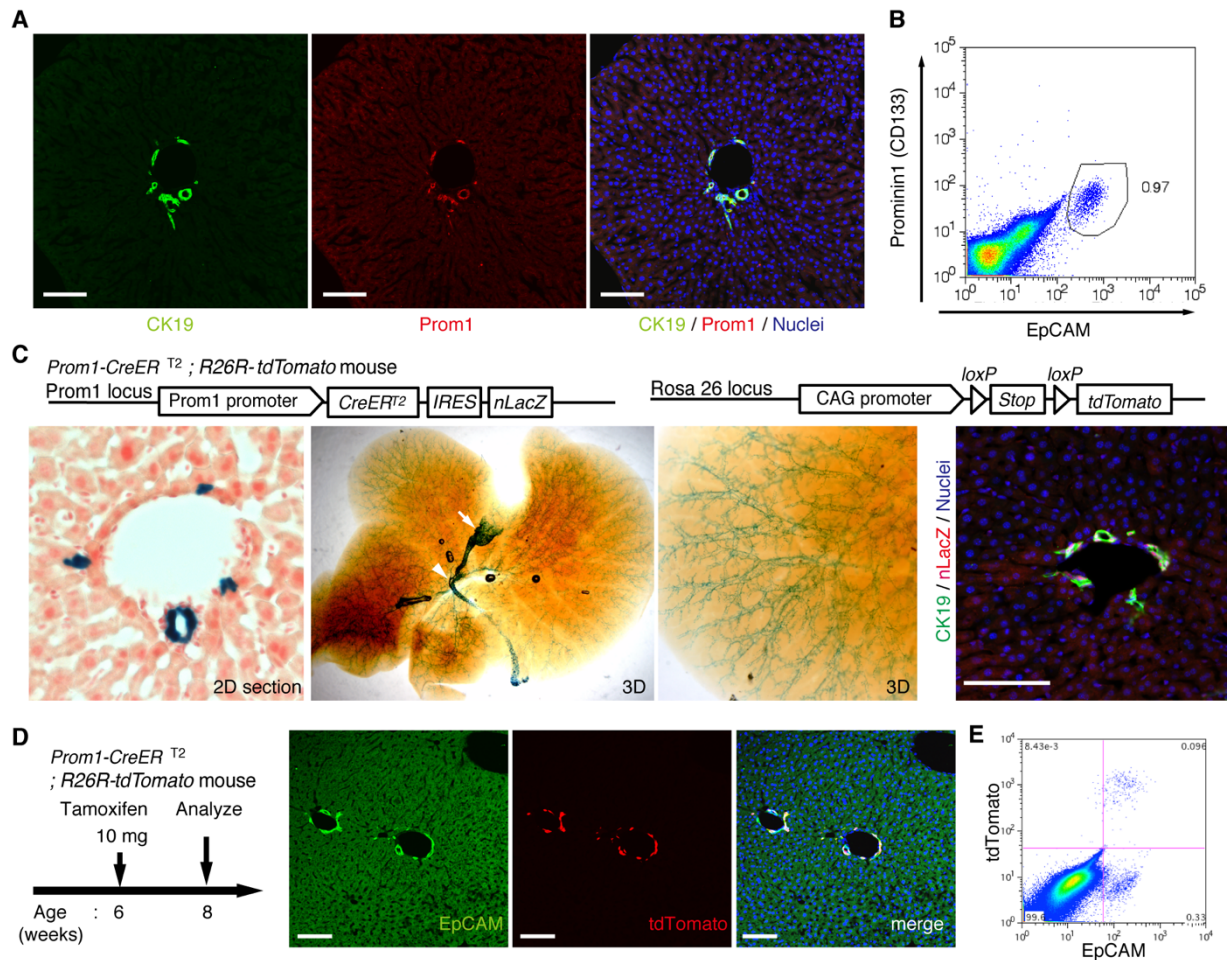 A
CK19
Prom1
CK19 / Prom1 / Nuclei
B
Prominin1 (CD133)
10^5
10^4
10^3
10^2
10^1
10^0
0.97
10^0 10^1 10^2 10^3 10^4 10^5
EpCAM
C
Prom1-CreER T2 ; R26R-tdTomato mouse
Prom1 locus
Prom1 promoter
CreER^T2
IRES
nLacZ
Rosa 26 locus
CAG promoter
loxP
Stop
loxP
tdTomato
2D section
3D
3D
CK19 / nLacZ / Nuclei
D
Prom1-CreER T2
; R26R-tdTomato mouse
Tamoxifen
10 mg
Analyze
Age : 6 8
(weeks)
EpCAM
tdTomato
merge
E
tdTomato
10^4
10^3
10^2
10^1
10^0
8.43e-3
0.096
0.33
10^0 10^1 10^2 10^3 10^4
EpCAM